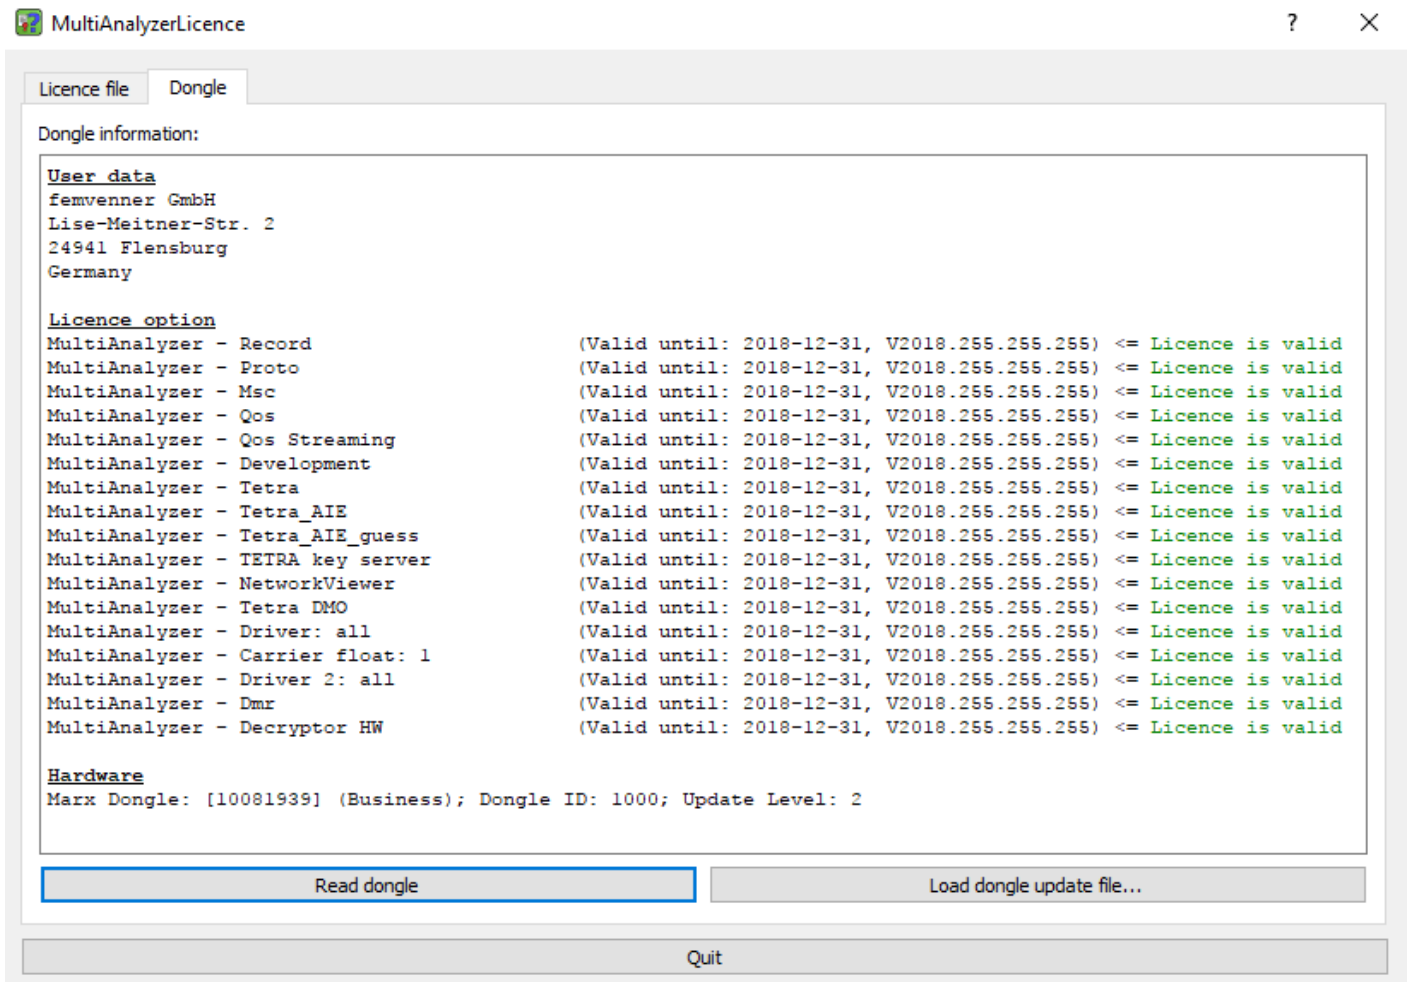 MultiAnalyzerLicence
Licence file Dongle
Dongle information:
User data
femvenner GmbH
Lise-Meitner-Str. 2
24941 Flensburg
Germany
Licence option
MultiAnalyzer - Record (Valid until: 2018-12-31, V2018.255.255.255) <= Licence is valid
MultiAnalyzer - Proto (Valid until: 2018-12-31, V2018.255.255.255) <= Licence is valid
MultiAnalyzer - Msc (Valid until: 2018-12-31, V2018.255.255.255) <= Licence is valid
MultiAnalyzer - Qos (Valid until: 2018-12-31, V2018.255.255.255) <= Licence is valid
MultiAnalyzer - Qos Streaming (Valid until: 2018-12-31, V2018.255.255.255) <= Licence is valid
MultiAnalyzer - Development (Valid until: 2018-12-31, V2018.255.255.255) <= Licence is valid
MultiAnalyzer - Tetra (Valid until: 2018-12-31, V2018.255.255.255) <= Licence is valid
MultiAnalyzer - Tetra_AIE (Valid until: 2018-12-31, V2018.255.255.255) <= Licence is valid
MultiAnalyzer - Tetra_AIE_guess (Valid until: 2018-12-31, V2018.255.255.255) <= Licence is valid
MultiAnalyzer - TETRA key server (Valid until: 2018-12-31, V2018.255.255.255) <= Licence is valid
MultiAnalyzer - NetworkViewer (Valid until: 2018-12-31, V2018.255.255.255) <= Licence is valid
MultiAnalyzer - Tetra DMO (Valid until: 2018-12-31, V2018.255.255.255) <= Licence is valid
MultiAnalyzer - Driver: all (Valid until: 2018-12-31, V2018.255.255.255) <= Licence is valid
MultiAnalyzer - Carrier float: 1 (Valid until: 2018-12-31, V2018.255.255.255) <= Licence is valid
MultiAnalyzer - Driver 2: all (Valid until: 2018-12-31, V2018.255.255.255) <= Licence is valid
MultiAnalyzer - Dmr (Valid until: 2018-12-31, V2018.255.255.255) <= Licence is valid
MultiAnalyzer - Decryptor HW (Valid until: 2018-12-31, V2018.255.255.255) <= Licence is valid
Hardware
Marx Dongle: [10081939] (Business); Dongle ID: 1000; Update Level: 2
Read dongle Load dongle update file...
Quit